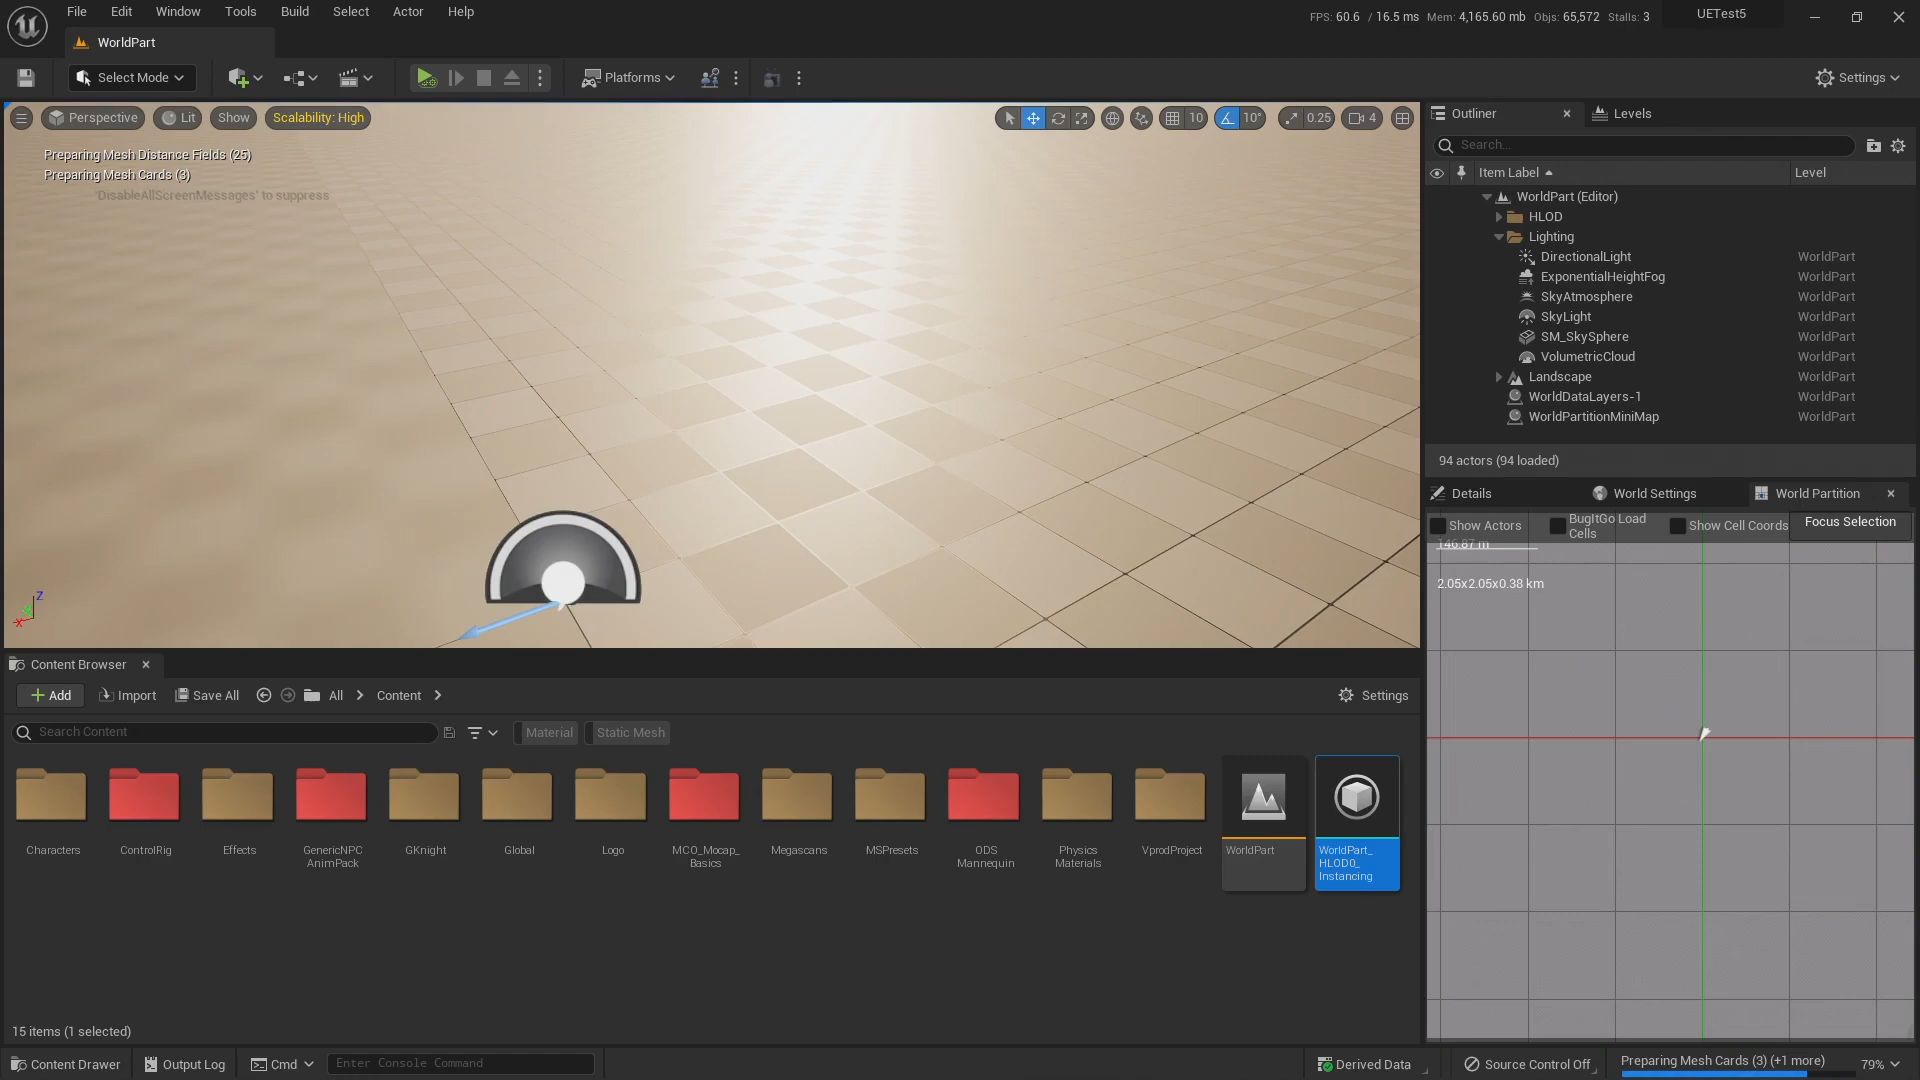 File Edit Window Tools Build Select Actor Help
FPS: 60.6 / 16.5 ms Mem: 4,165.60 mb Objs: 65,572 Stalls: 3
UETest5
WorldPart
Select Mode
Platforms
Settings
Perspective Lit Show Scalability: High
10 10° 0.25 4
Preparing Mesh Distance Fields (25)
Preparing Mesh Cards (3)
'DisableAllScreenMessages' to suppress
Z
X
Outliner Levels
Search...
Item Label Level
WorldPart (Editor)
HLOD
Lighting
DirectionalLight WorldPart
ExponentialHeightFog WorldPart
SkyAtmosphere WorldPart
SkyLight WorldPart
SM_SkySphere WorldPart
VolumetricCloud WorldPart
Landscape WorldPart
WorldDataLayers-1 WorldPart
WorldPartitionMiniMap WorldPart
94 actors (94 loaded)
Details World Settings World Partition
Show Actors BugItGo Load Cells Show Cell Coords Focus Selection
146.87 m
2.05x2.05x0.38 km
Content Browser
Add Import Save All All Content Settings
Search Content Material Static Mesh
Characters
ControlRig
Effects
GenericNPC
AnimPack
GKnight
Global
Logo
MCO_Mocap_
Basics
Megascans
MSPresets
ODS
Mannequin
Physics
Materials
VprodProject
WorldPart
WorldPart_
HLOD0_
Instancing
15 items (1 selected)
Content Drawer Output Log Cmd Enter Console Command
Derived Data Source Control Off Preparing Mesh Cards (3) (+1 more) 79%